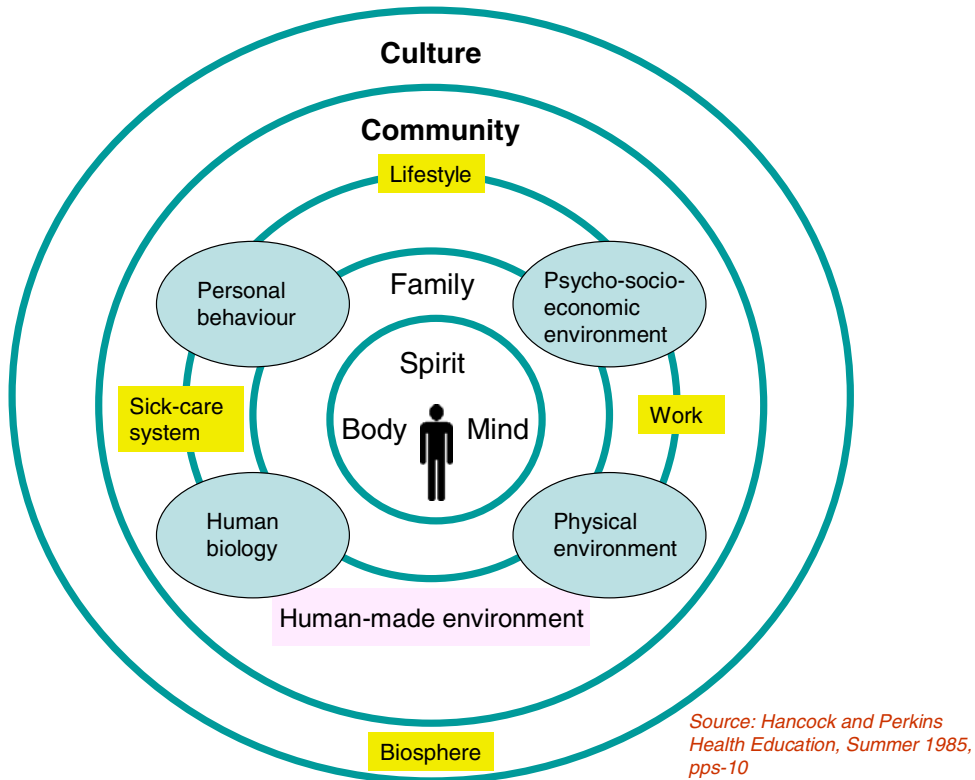 Culture
Community
Lifestyle
Personal
behaviour
Family
Psycho-socio-
economic
environment
Spirit
Sick-care
system
Body
Mind
Work
Human
biology
Physical
environment
Human-made environment
Biosphere
Source: Hancock and Perkins
Health Education, Summer 1985,
pps-10